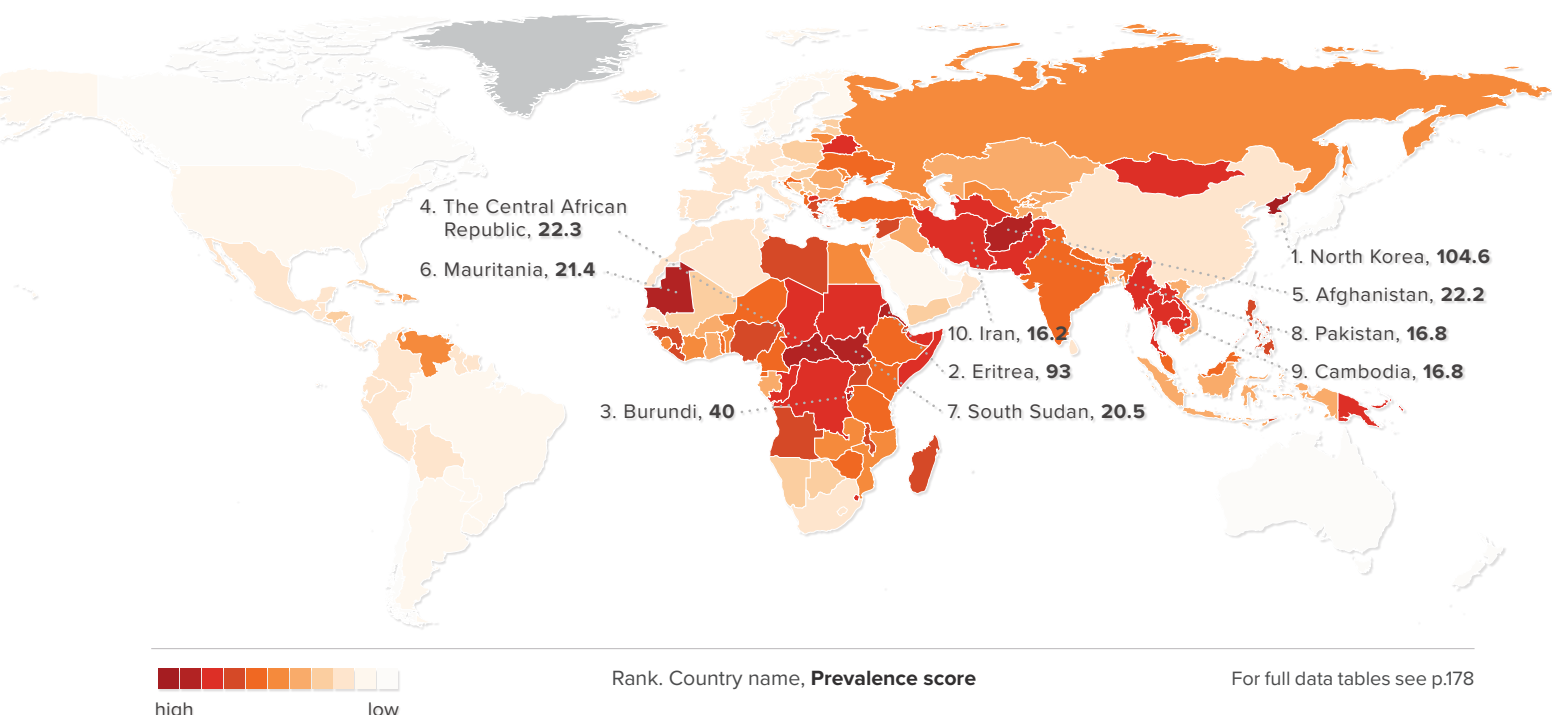 4. The Central African
Republic, 22.3
6. Mauritania, 21.4
3. Burundi, 40
10. Iran, 16.2
2. Eritrea, 93
7. South Sudan, 20.5
1. North Korea, 104.6
5. Afghanistan, 22.2
8. Pakistan, 16.8
9. Cambodia, 16.8
high
low
Rank. Country name, Prevalence score
For full data tables see p.178